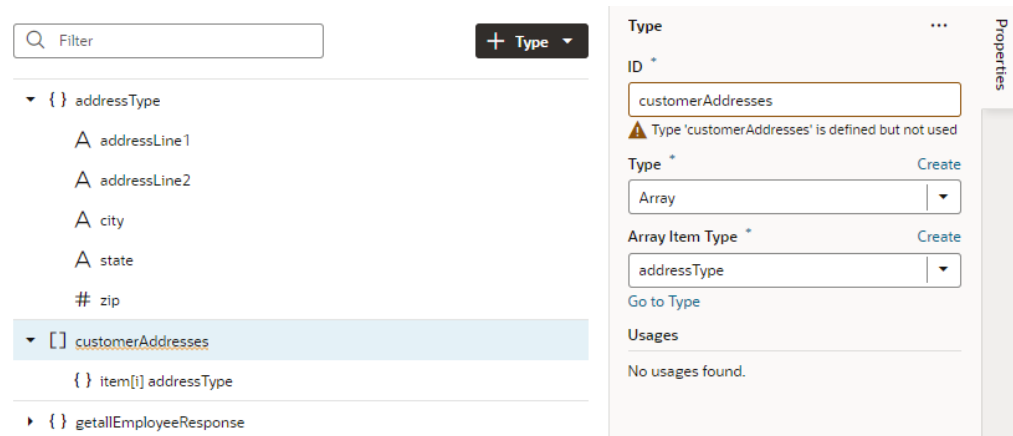 Filter
+ Type
{ } addressType
A addressLine1
A addressLine2
A city
A state
# zip
[ ] customerAddresses
{ } item[i] addressType
{ } getallEmployeeResponse
Type
...
ID *
customerAddresses
Type 'customerAddresses' is defined but not used
Type * Create
Array
Array Item Type * Create
addressType
Go to Type
Usages
No usages found.
Properties